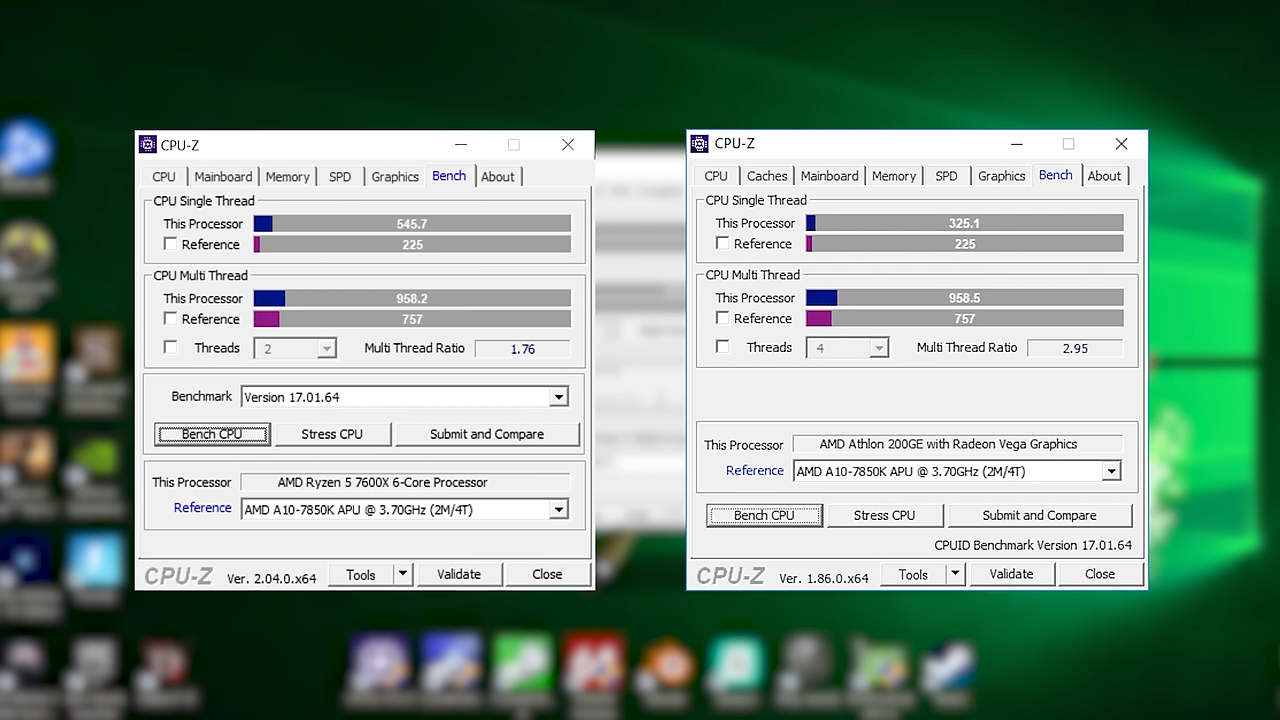 CPU-Z
CPU Mainboard Memory SPD Graphics Bench About
CPU Single Thread
This Processor 545.7
Reference 225
CPU Multi Thread
This Processor 958.2
Reference 757
Threads 2 Multi Thread Ratio 1.76
Benchmark Version 17.01.64
Bench CPU Stress CPU Submit and Compare
This Processor AMD Ryzen 5 7600X 6-Core Processor
Reference AMD A10-7850K APU @ 3.70GHz (2M/4T)
CPU-Z Ver. 2.04.0.x64 Tools Validate Close
CPU-Z
CPU Caches Mainboard Memory SPD Graphics Bench About
CPU Single Thread
This Processor 325.1
Reference 225
CPU Multi Thread
This Processor 958.5
Reference 757
Threads 4 Multi Thread Ratio 2.95
This Processor AMD Athlon 200GE with Radeon Vega Graphics
Reference AMD A10-7850K APU @ 3.70GHz (2M/4T)
Bench CPU Stress CPU Submit and Compare
CPUID Benchmark Version 17.01.64
CPU-Z Ver. 1.86.0.x64 Tools Validate Close